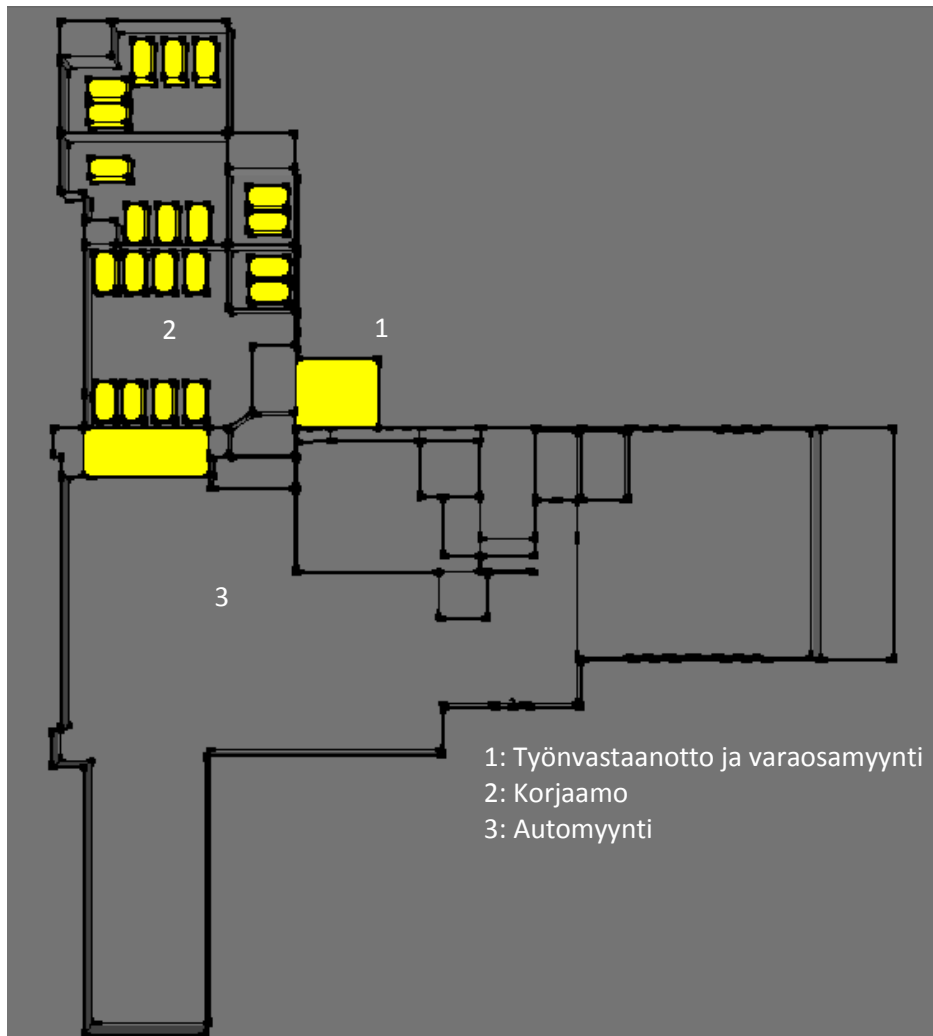 1
2
3
1: Työnvastaanotto ja varaosamyynti
2: Korjaamo
3: Automyynti